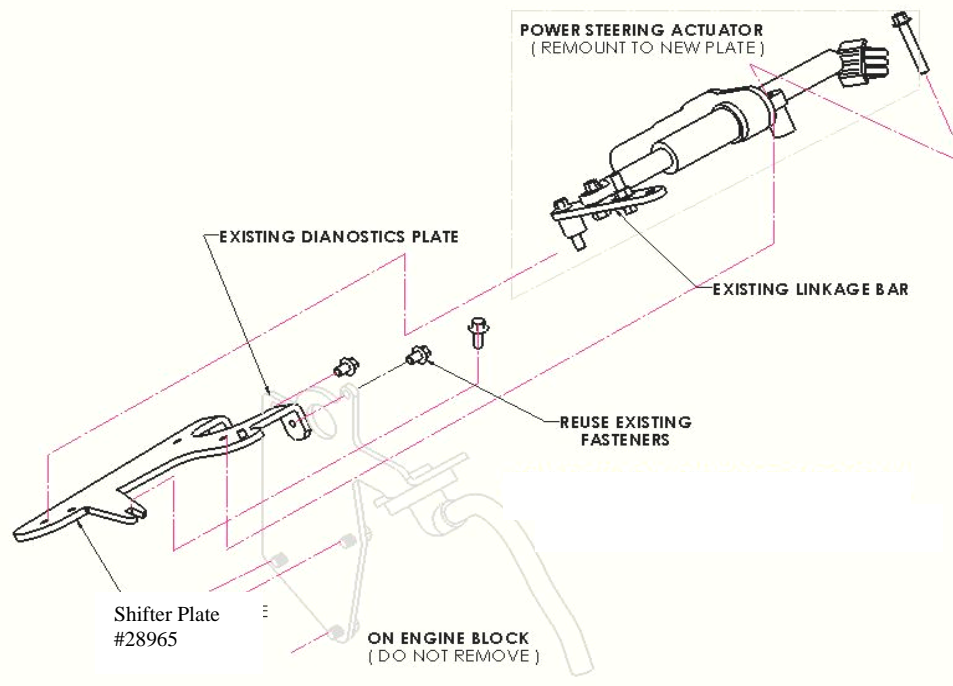 POWER STEERING ACTUATOR
( REMOUNT TO NEW PLATE )
EXISTING DIANOSTICS PLATE
EXISTING LINKAGE BAR
REUSE EXISTING
FASTENERS
Shifter Plate
#28965
E
ON ENGINE BLOCK
( DO NOT REMOVE )